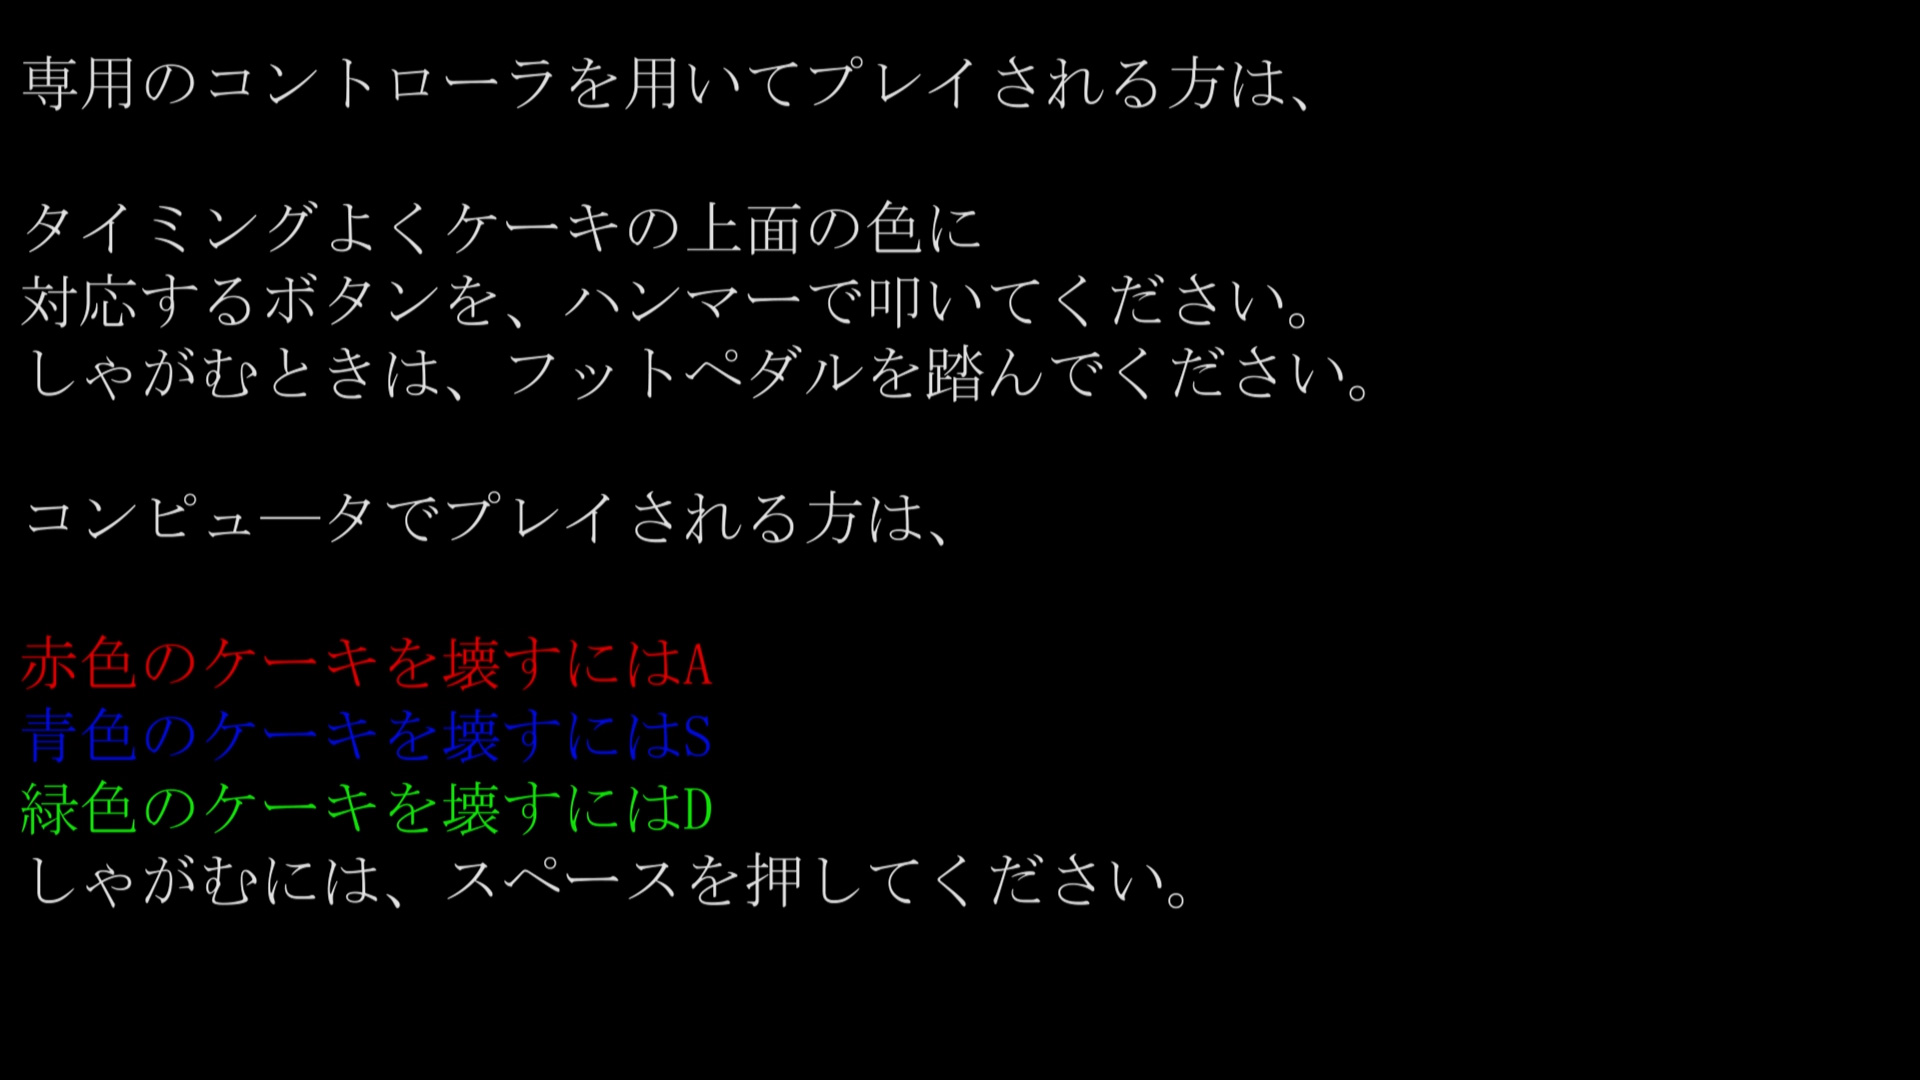 専用のコントローラを用いてプレイされる方は、
タイミングよくケーキの上面の色に
対応するボタンを、ハンマーで叩いてください。
しゃがむときは、フットペダルを踏んでください。
コンピュ―タでプレイされる方は、
赤色のケーキを壊すにはA
青色のケーキを壊すにはS
緑色のケーキを壊すにはD
しゃがむには、スペースを押してください。